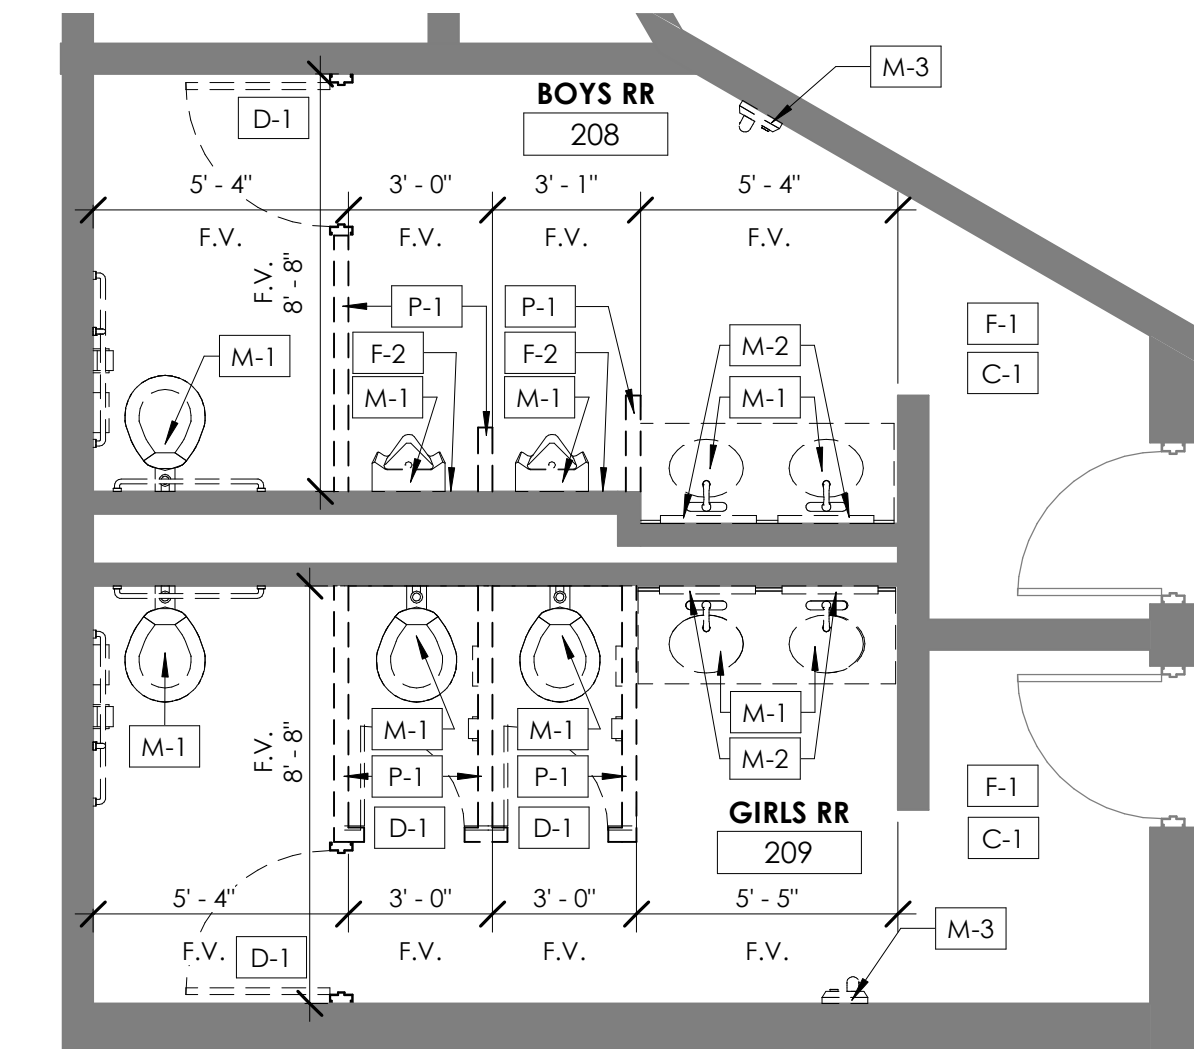 M-3
BOYS RR
D-1
208
5' - 4"
3' - 0"
3' - 1"
5' - 4"
F.V.
F.V.
F.V.
F.V.
F.V.
8' - 8"
P-1
P-1
F-1
M-1
F-2
F-2
M-2
C-1
M-1
M-1
M-1
M-1
M-1
M-1
M-1
M-2
F.V.
8' - 8"
P-1
P-1
F-1
D-1
D-1
GIRLS RR
C-1
209
5' - 4"
3' - 0"
3' - 0"
5' - 5"
M-3
F.V.
D-1
F.V.
F.V.
F.V.